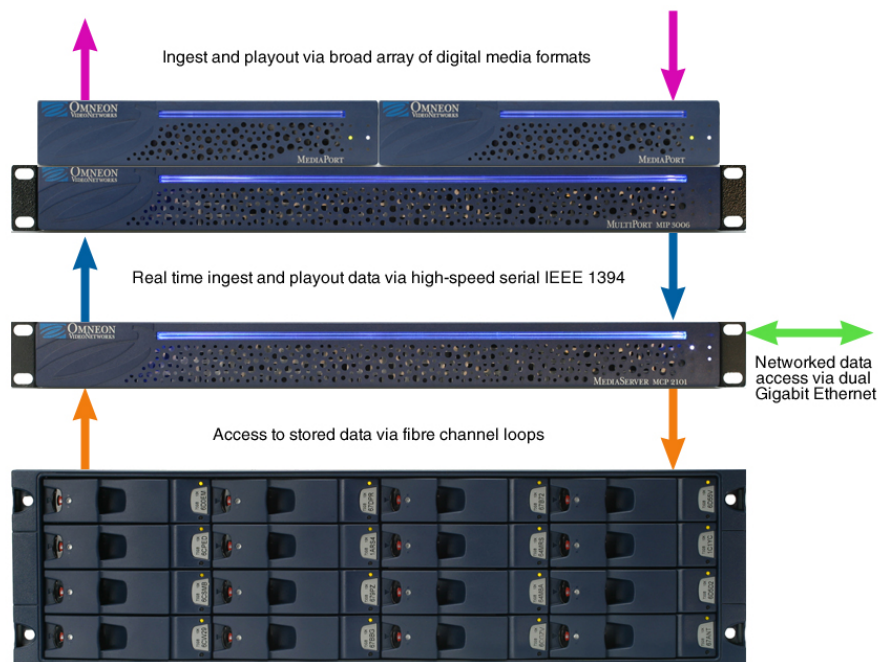 Ingest and playout via broad array of digital media formats
OMNEON
VIDEONETWORKS
MEDIAPORT
OMNEON
VIDEONETWORKS
MEDIAPORT
OMNEON
VIDEONETWORKS
MULTIPORT MIP 5006
Real time ingest and playout data via high-speed serial IEEE 1394
OMNEON
VIDEONETWORKS
MEDIASERVER MCP 2101
Networked data
access via dual
Gigabit Ethernet
Access to stored data via fibre channel loops